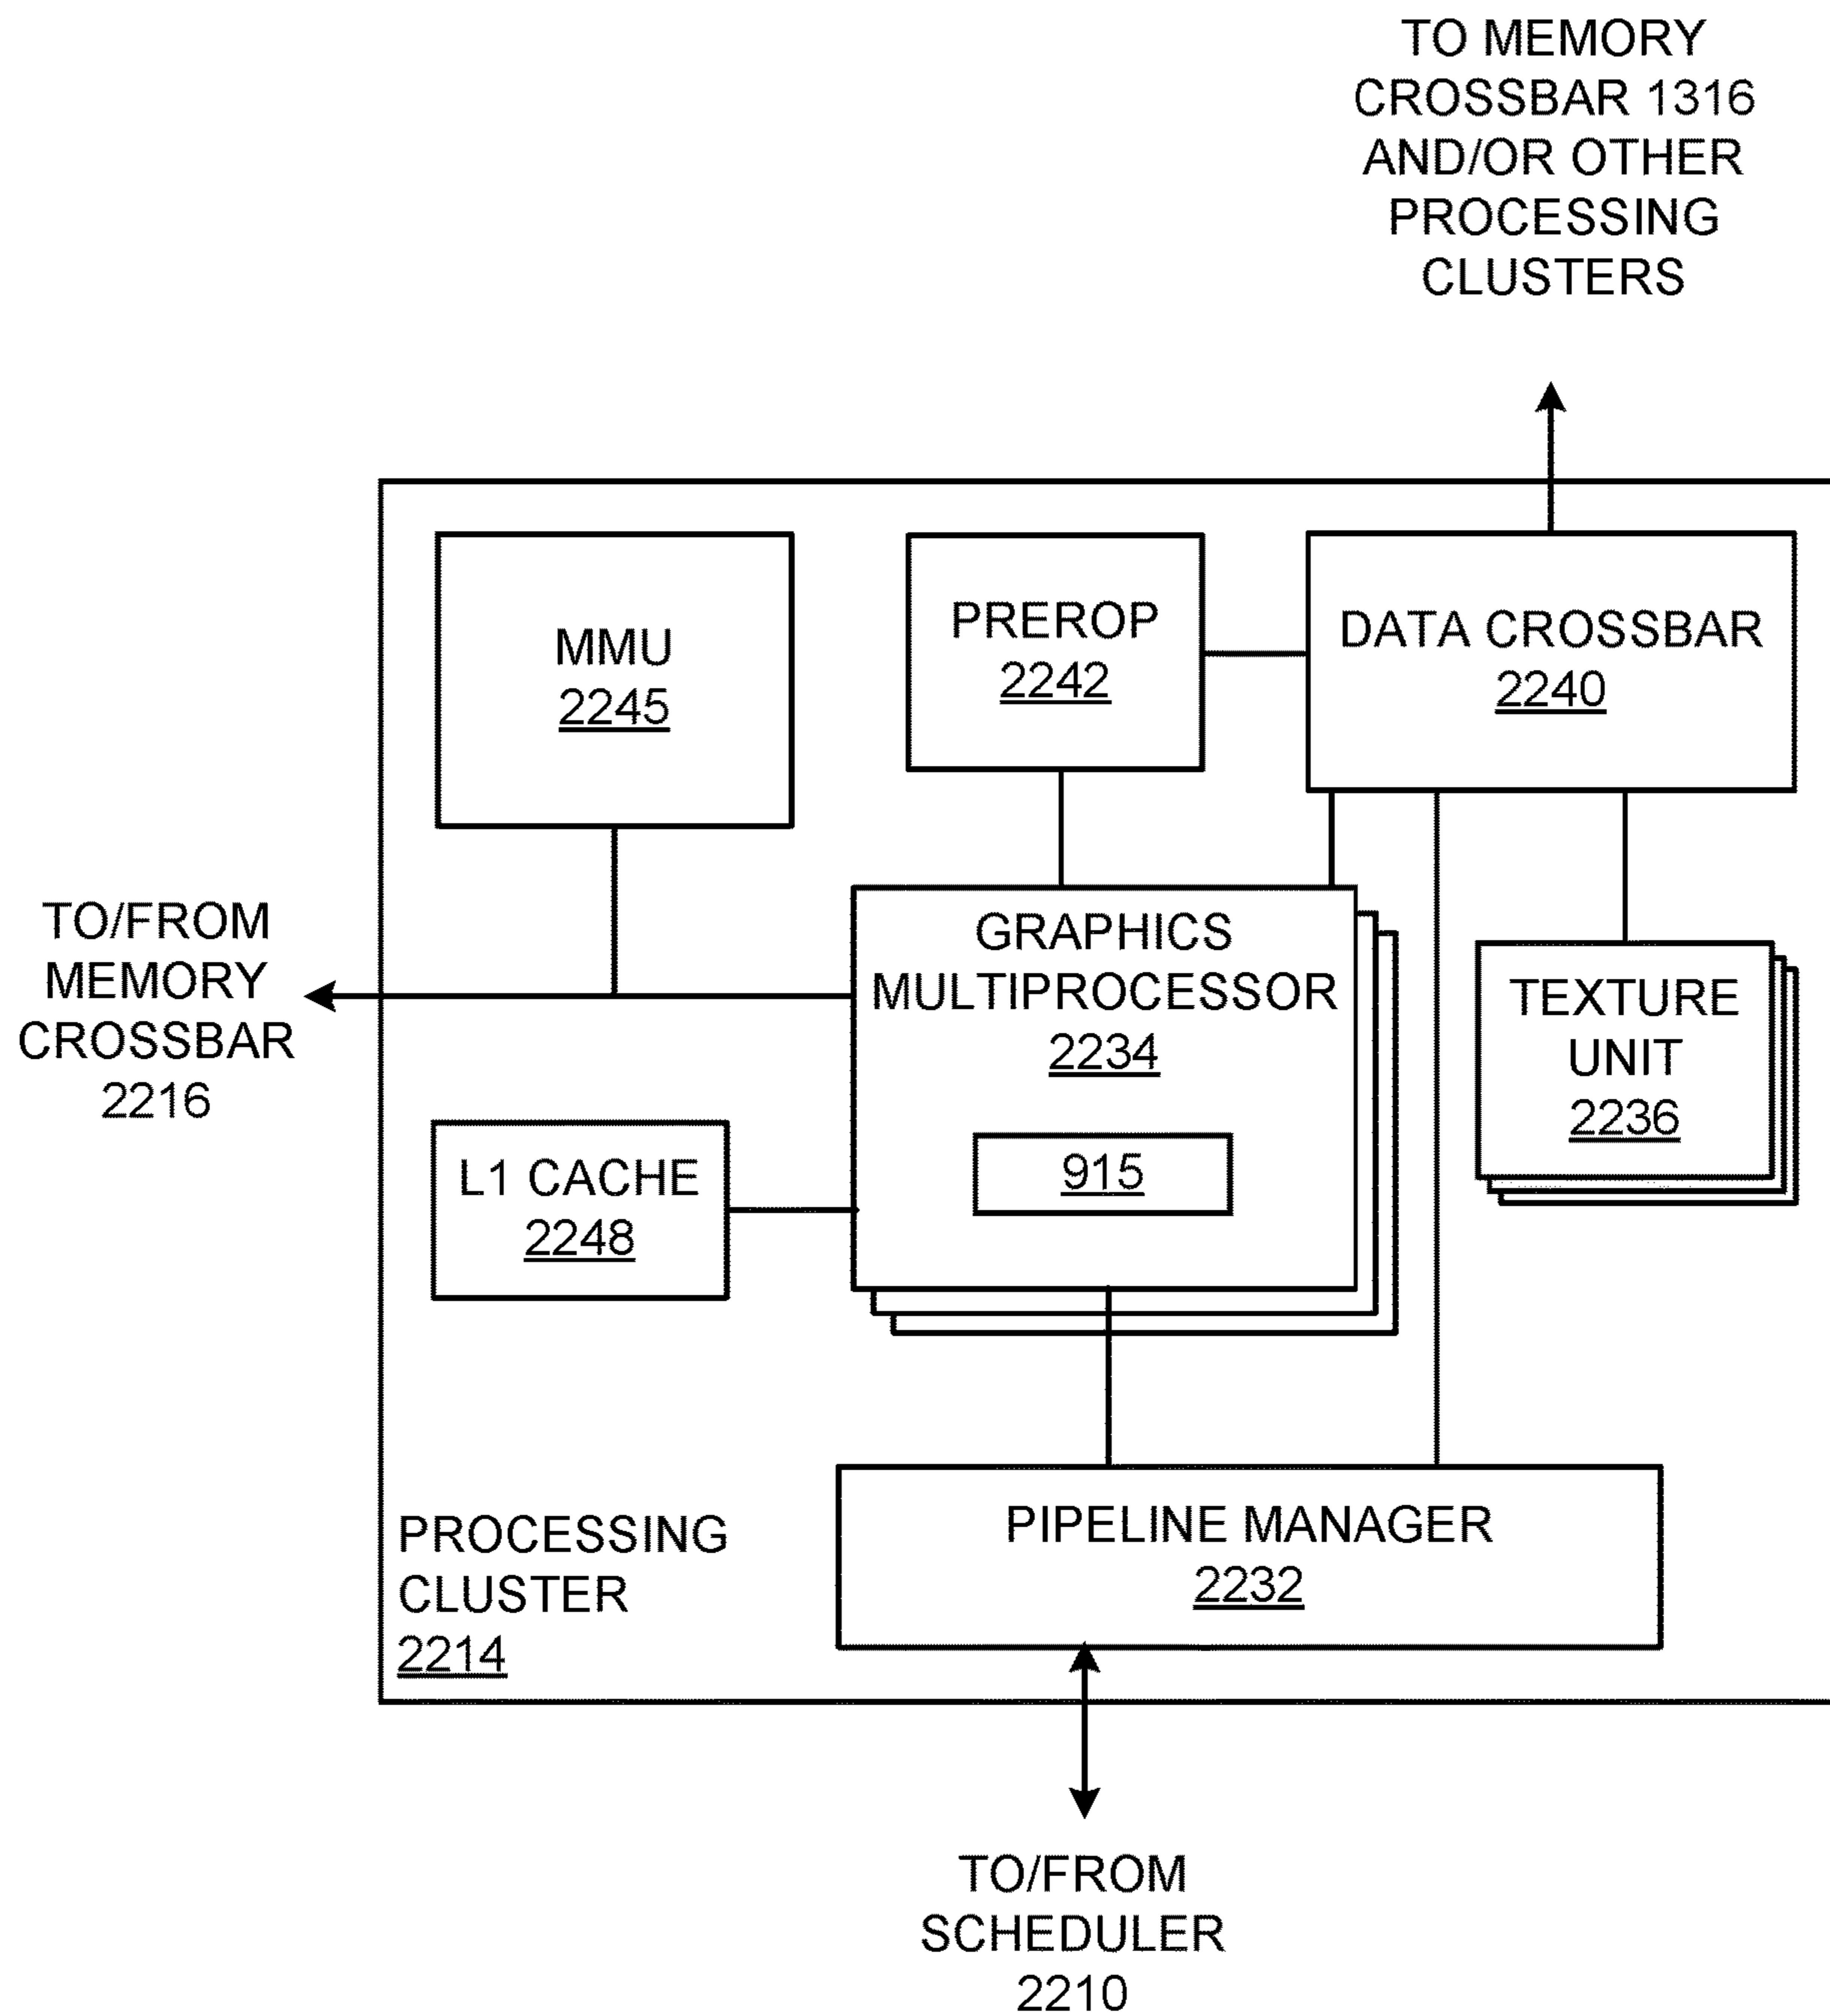 TO MEMORY
CROSSBAR 1316
AND/OR OTHER
PROCESSING
CLUSTERS
MMU
2245
PREROP
2242
DATA CROSSBAR
2240
TO/FROM
MEMORY
CROSSBAR
2216
GRAPHICS
MULTIPROCESSOR
2234
915
TEXTURE
UNIT
2236
L1 CACHE
2248
PROCESSING
CLUSTER
2214
PIPELINE MANAGER
2232
TO/FROM
SCHEDULER
2210